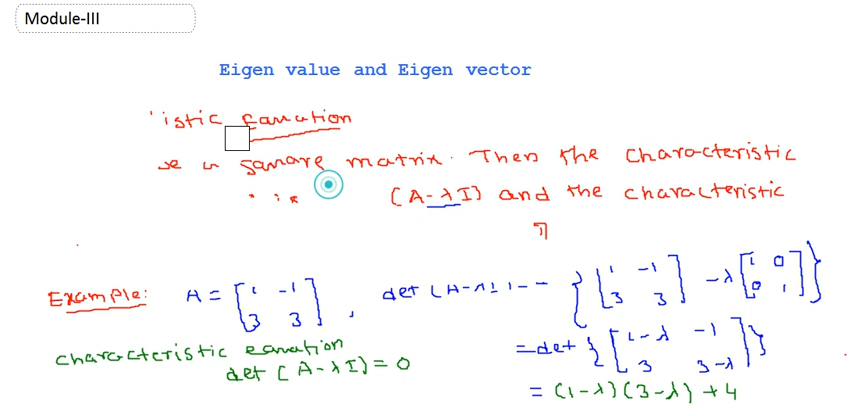 Module-III
Eigen value and Eigen vector
istic Equation
square matrix. Then the characteristic
(A-λI) and the characteristic
Example: A = [1 -1 3 3], det (A-λI) = {[1 -1 3 3] -λ[1 0 0 1]}
characteristic equation = det {[1-λ -1 3 3-λ]}
det (A-λI) = 0
= (1-λ)(3-λ) + 4